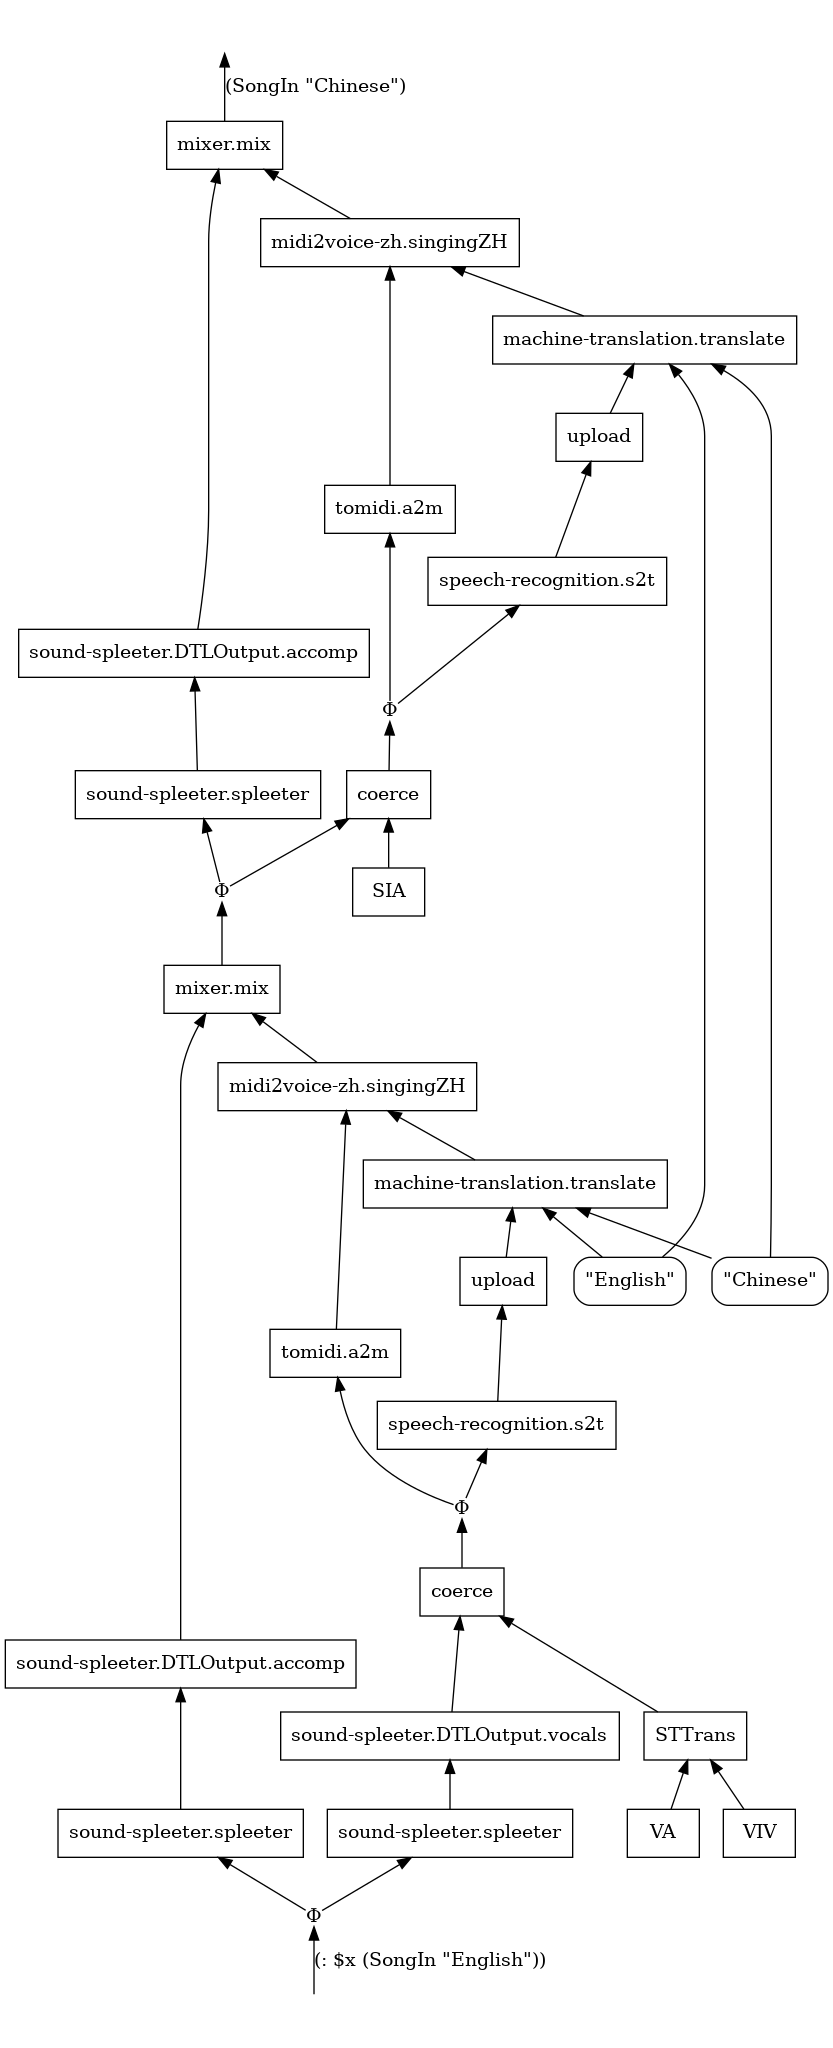 (SongIn "Chinese")
mixer.mix
midi2voice-zh.singingZH
machine-translation.translate
upload
tomidi.a2m
speech-recognition.s2t
sound-spleeter.DTLOutput.accomp
Φ
sound-spleeter.spleeter
coerce
Φ
SIA
mixer.mix
midi2voice-zh.singingZH
machine-translation.translate
upload
"English"
"Chinese"
tomidi.a2m
speech-recognition.s2t
Φ
coerce
sound-spleeter.DTLOutput.accomp
sound-spleeter.DTLOutput.vocals
STTrans
sound-spleeter.spleeter
sound-spleeter.spleeter
VA
VIV
Φ
(: $x (SongIn "English"))